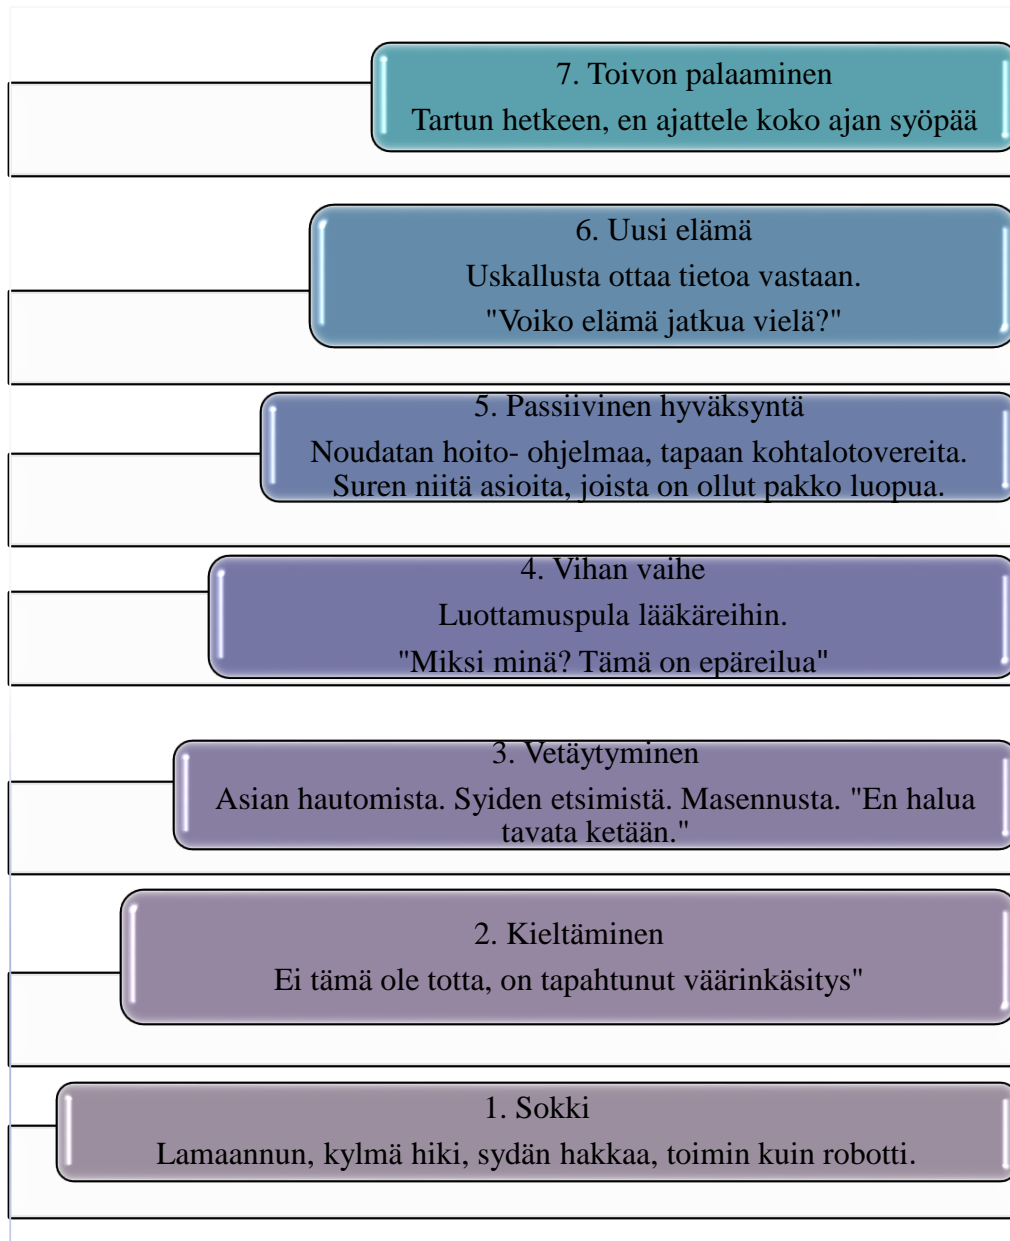 7. Toivon palaaminen
Tartun hetkeen, en ajattele koko ajan syöpää
6. Uusi elämä
Uskallusta ottaa tietoa vastaan.
"Voiko elämä jatkua vielä?"
5. Passiivinen hyväksyntä
Noudatan hoito- ohjelmaa, tapaan kohtalotovereita.
Suren niitä asioita, joista on ollut pakko luopua.
4. Vihan vaihe
Luottamuspula lääkäreihin.
"Miksi minä? Tämä on epäreilua"
3. Vetäytyminen
Asian hautomista. Syiden etsimistä. Masennusta. "En halua
tavata ketään."
2. Kieltäminen
Ei tämä ole totta, on tapahtunut väärinkäsitys"
1. Sokki
Lamaannun, kylmä hiki, sydän hakkaa, toimin kuin robotti.